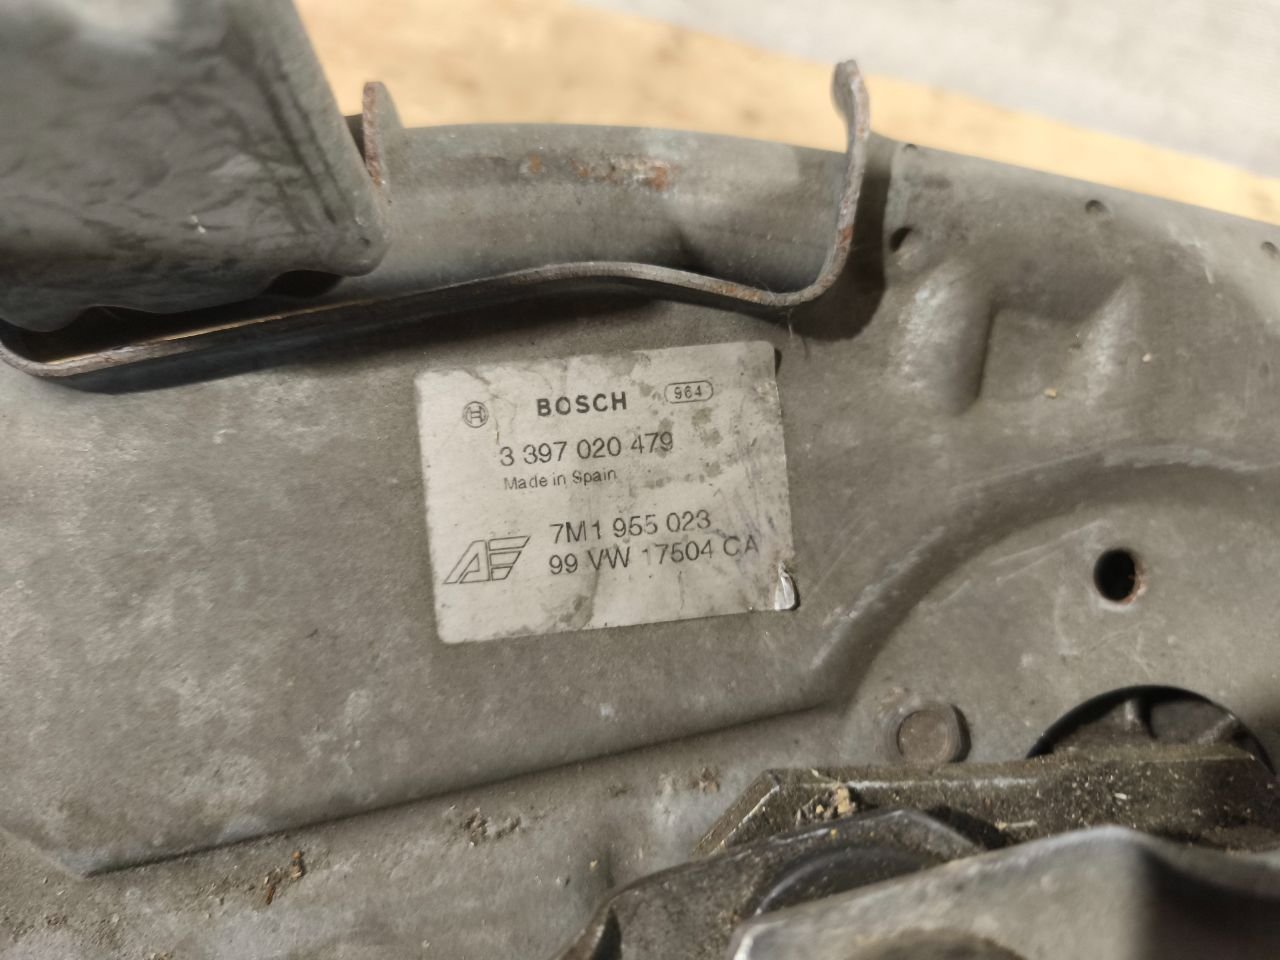 BOSCH 964
3 397 020 479
Made in Spain
7M1 955 023
99 VW 17504 CA